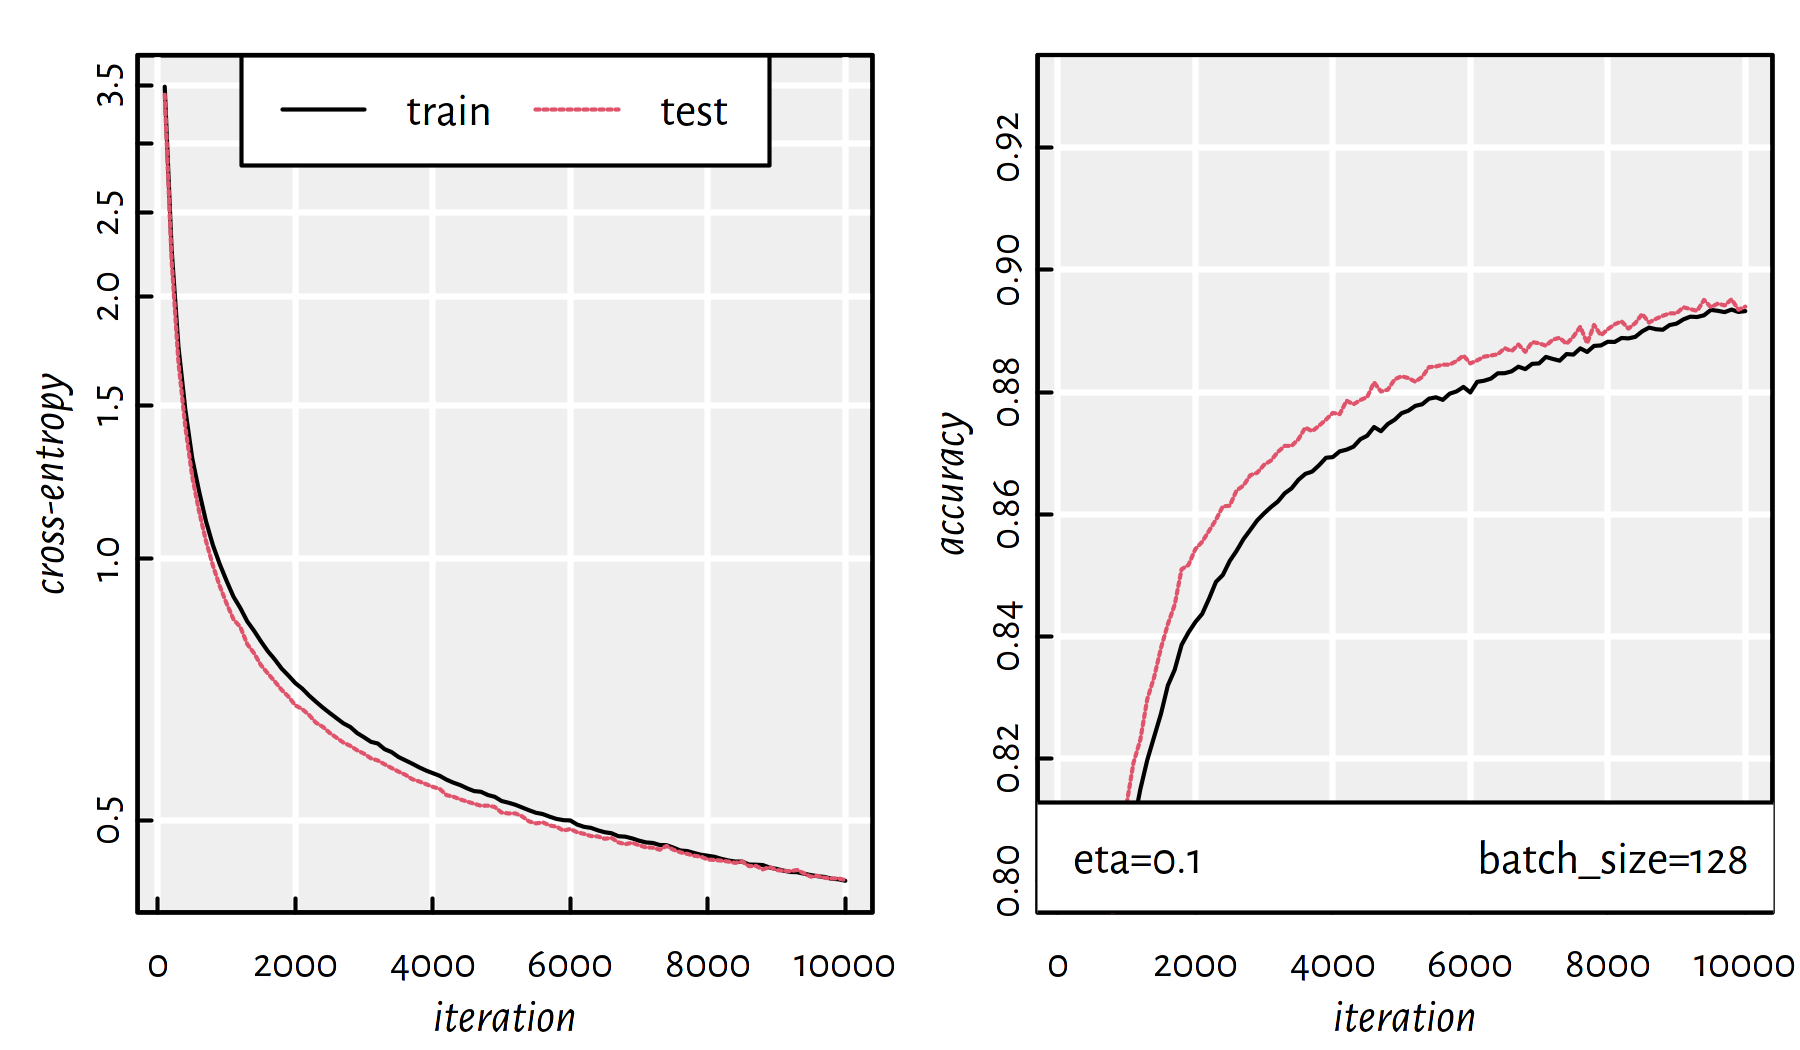 train test
cross-entropy
3.5
2.5
2.0
1.5
1.0
0.5
0 2000 4000 6000 8000 10000
iteration
accuracy
0.92
0.90
0.88
0.86
0.84
0.82
0.80
eta=0.1 batch_size=128
0 2000 4000 6000 8000 10000
iteration